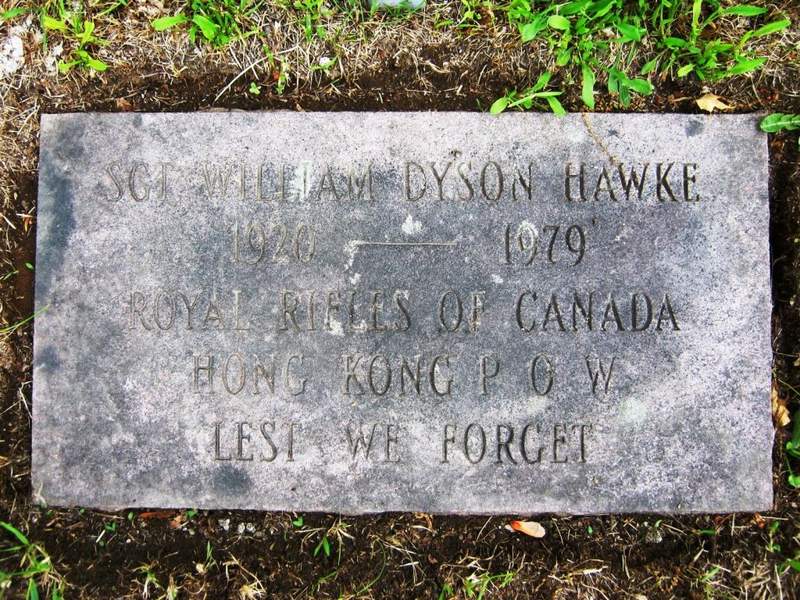 SGT WILLIAM DYSON HAWKE
1920 — 1979
ROYAL RIFLES OF CANADA
HONG KONG P O W
LEST WE FORGET